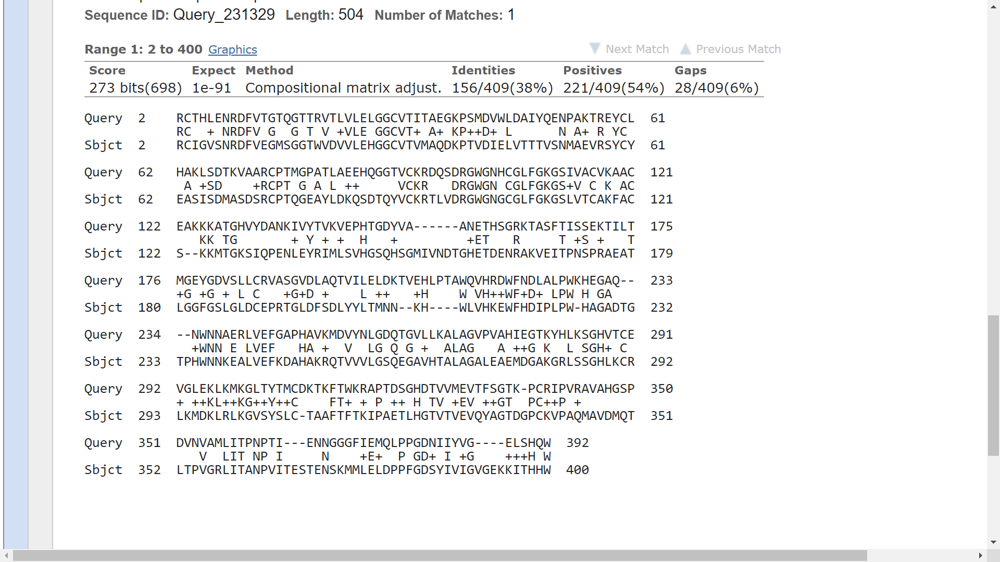 Sequence ID: Query_231329 Length: 504 Number of Matches: 1
Range 1: 2 to 400 Graphics Next Match Previous Match
Score Expect Method Identities Positives Gaps
273 bits(698) 1e-91 Compositional matrix adjust. 156/409(38%) 221/409(54%) 28/409(6%)
Query  2    RCTHLENRDFVTGTQGTTRVTLVLELGGCVTITAEGKPSMDVWLDAIYQENPAKTREYCL  61
            RC  + NRDFV G  G T V +VLE GGCVT+ A+ KP++D+ L      N A+ R YC
Sbjct  2    RCIGVSNRDFVEGMSGGTWVDVVLEHGGCVTVMAQDKPTVDIELVTTTVSNMAEVRSYCY  61
Query  62   HAKLSDTKVAARCPTMGPATLAEEHQGGTVCKRDQSDRGWGNHCGLFGKGSIVACVKAAC  121
             A +SD    +RCPT G A L ++     VCKR   DRGWGN CGLFGKGS+V C K AC
Sbjct  62   EASISDMASDSRCPTQGEAYLDKQSDTQYVCKRTLVDRGWGNGCGLFGKGSLVTCAKFAC  121
Query  122  EAKKKATGHVYDANKIVYTVKVEPHTGDYVA------ANETHSGRKTASFTISSEKTILT  175
               KK TG       + Y + +  H   +         +ET   R     T +S +   T
Sbjct  122  S--KKMTGKSIQPENLEYRIMLSVHGSQHSGMIVNDTGHETDENRAKVEITPNSPRAEAT  179
Query  176  MGEYGDVSLLCRVASGVDLAQTVILELDKTVEHLPTAWQVHRDWFNDLALPWKHEGAQ--  233
            +G +G + L C   +G+D +    L ++   +H    W VH++WF+D+ LPW H GA
Sbjct  180  LGGFGSLGLDCEPRTGLDFSDLYYLTMNN--KH----WLVHKEWFHDIPLPW-HAGADTG  232
Query  234  --NWNNAERLVEFGAPHAVKMDVYNLGDQTGVLLKALAGVPVAHIEGTKYHLKSGHVTCE  291
              +WNN E LVEF   HA +  V  LG Q G +  ALAG   A ++G K  L SGH+ C
Sbjct  233  TPHWNNKEALVEFKDAHAKRQTVVVLGSQEGAVHTALAGALEAEMDGAKGRLSSGHLKCR  292
Query  292  VGLEKLKMKGLTYTMCDKTKFTWKRAPTDSGHDTVVMEVTFSGTK-PCRIPVRAVAHGSP  350
            + ++KL++KG++Y++C    FT+ + P ++ H TV +EV ++GT  PC++P +
Sbjct  293  LKMDKLRLKGVSYSLC-TAAFTFTKIPAETLHGTVTVEVQYAGTDGPCKVPAQMAVDMQT  351
Query  351  DVNVAMLITPNPTI---ENNGGGFIEMQLPPGDNIIYVG----ELSHQW  392
               V  LIT NP I     N    +E+  P GD+ I +G    +++H W
Sbjct  352  LTPVGRLITANPVITESTENSKMMLELDPPFGDSYIVIGVGEKKITHHW  400